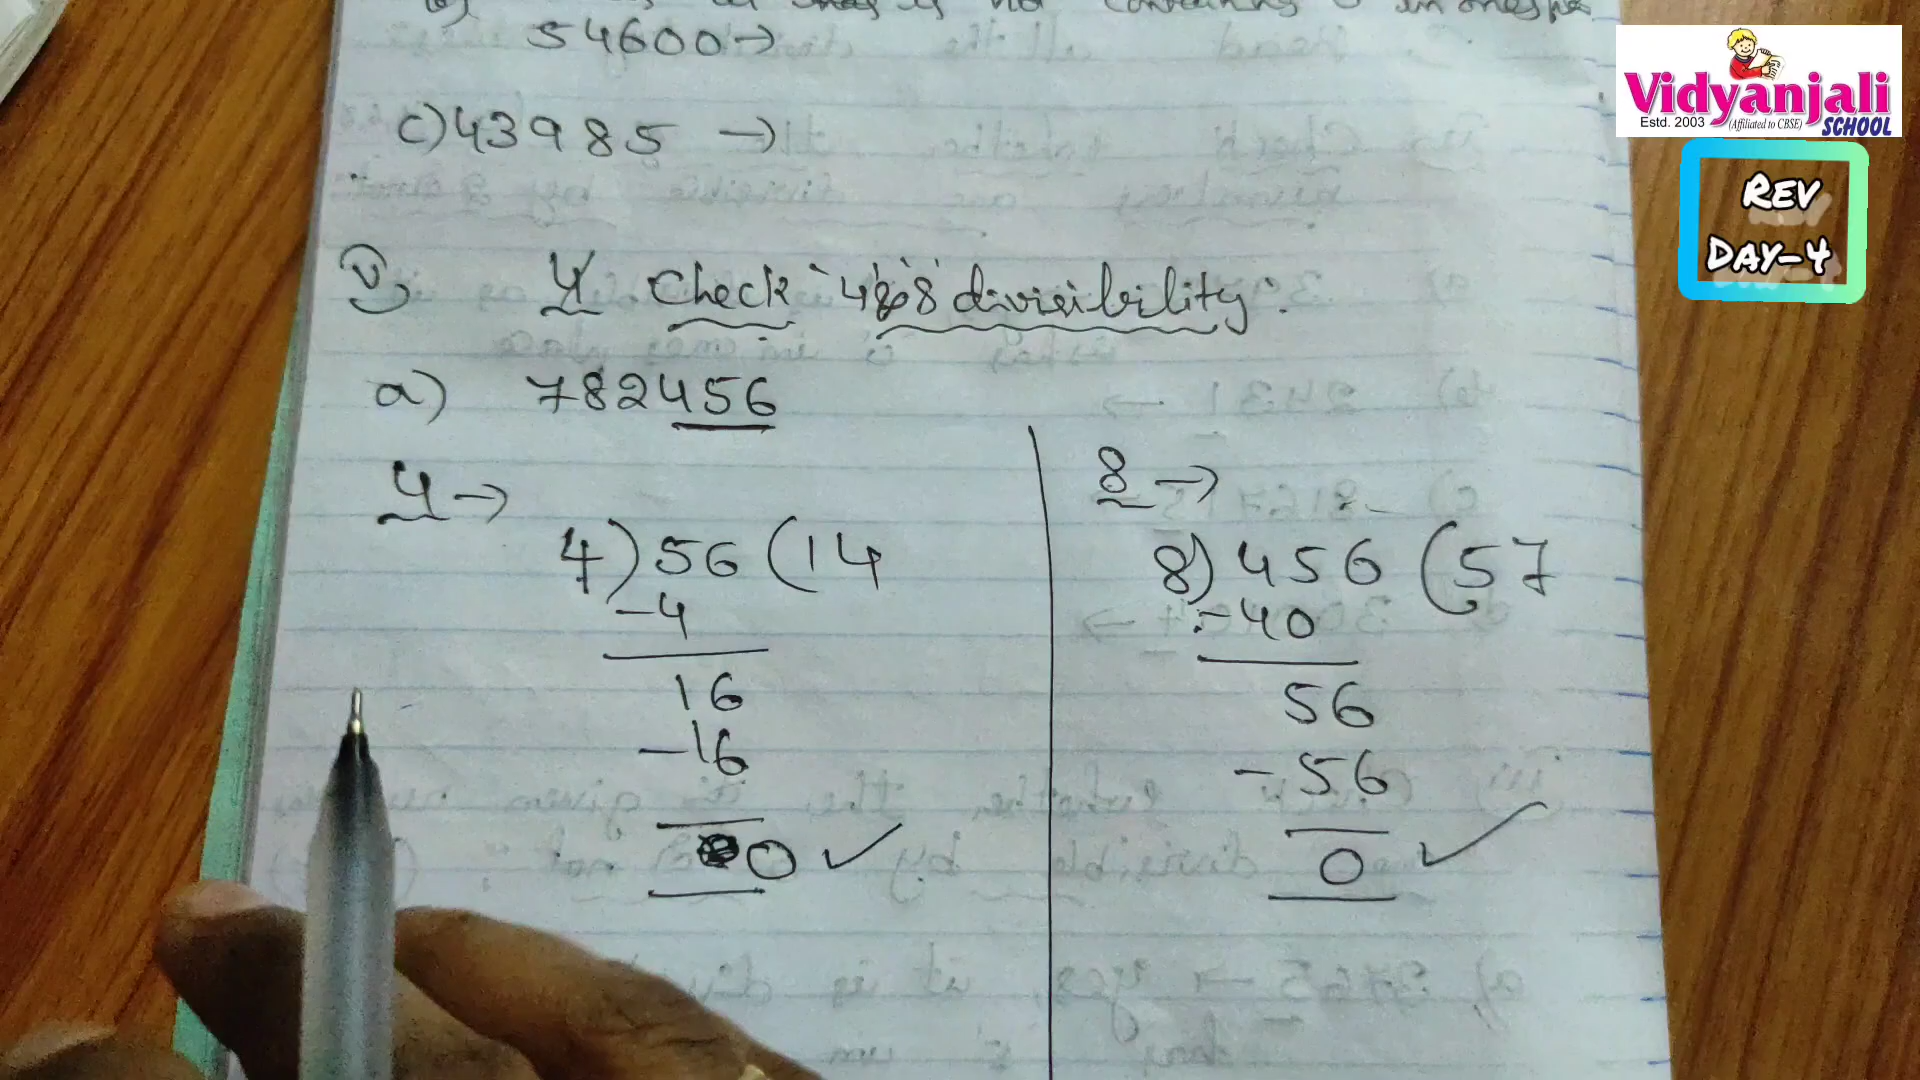 54600→
c) 43985 →
v) 4 Check "4&8" divisibility:
a) 782456
4→
8→
4) 56 (14
-4
16
-16
0 ✓
8) 456 (57
-40
56
-56
0 ✓
Vidyanjali
Estd. 2003 (Affiliated to CBSE) SCHOOL
REV
DAY-4